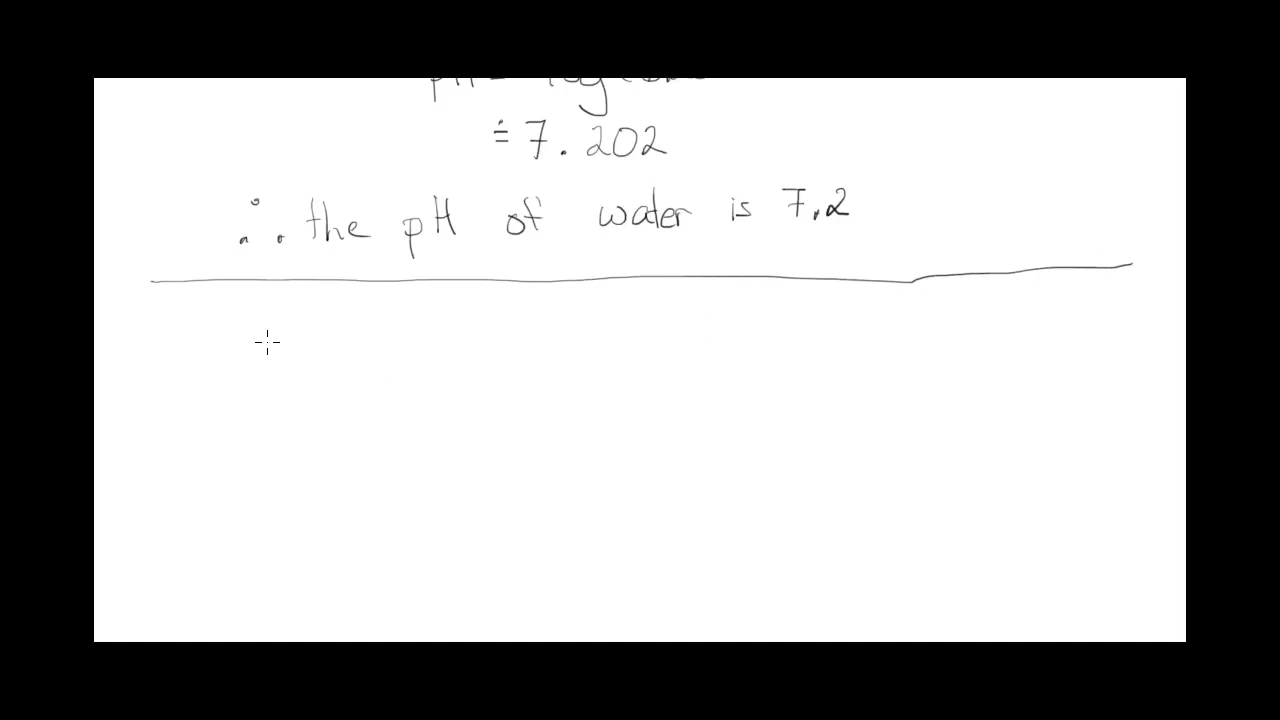 ≐ 7.202
∴ the pH of water is 7.2